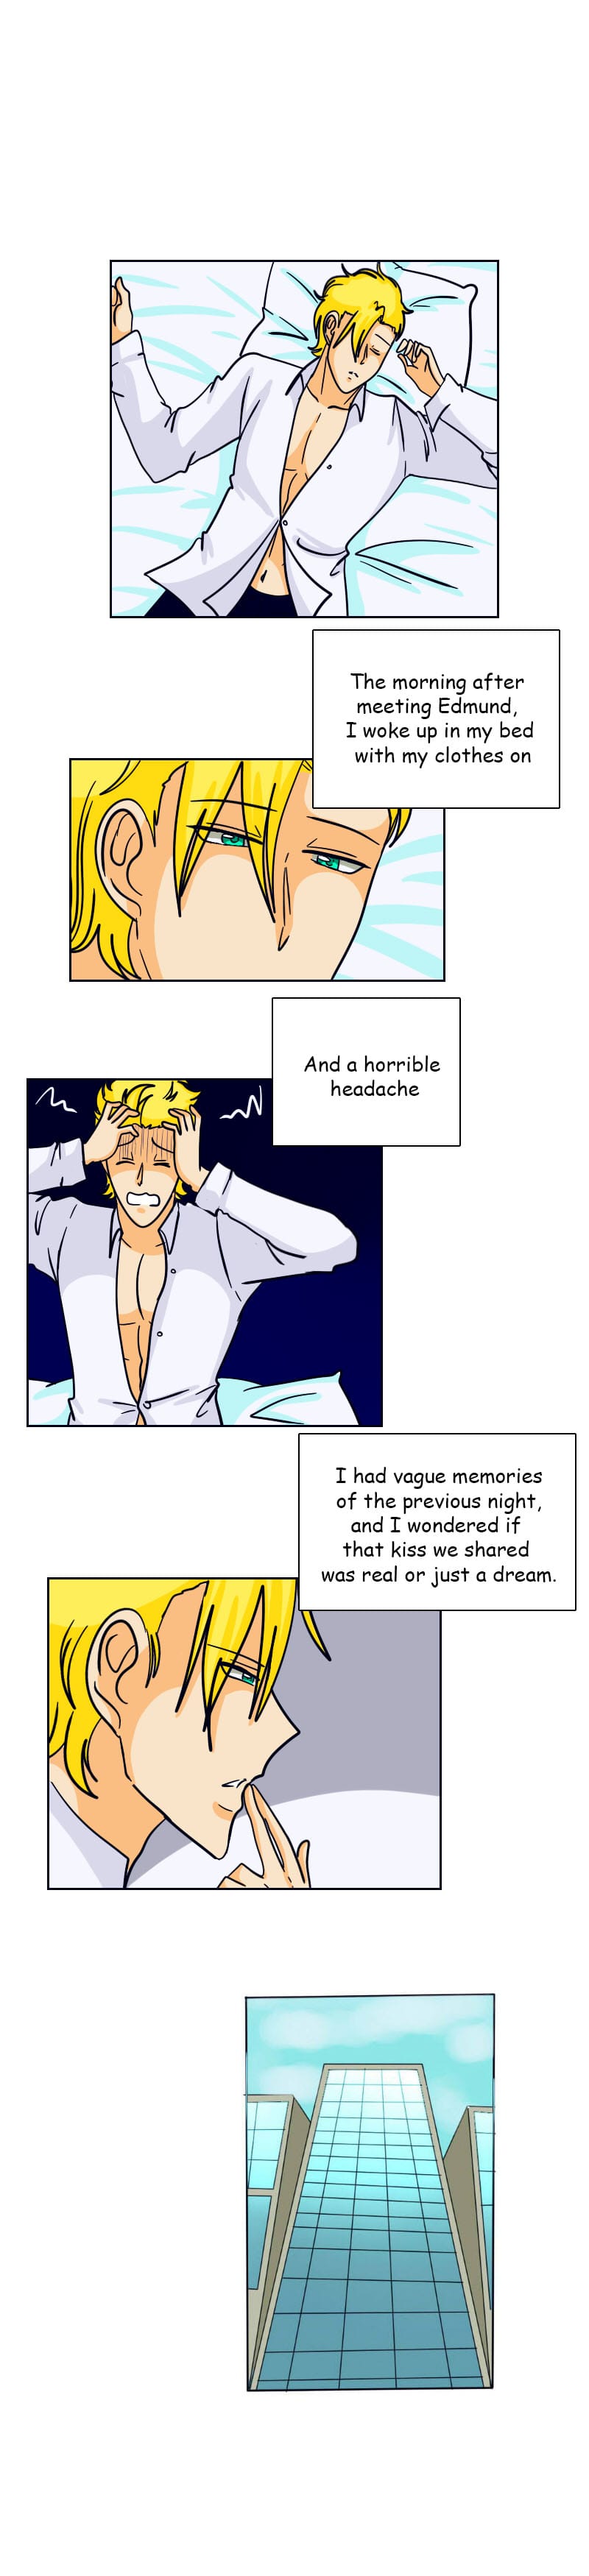 The morning after
meeting Edmund,
I woke up in my bed
with my clothes on
And a horrible
headache
I had vague memories
of the previous night,
and I wondered if
that kiss we shared
was real or just a dream.